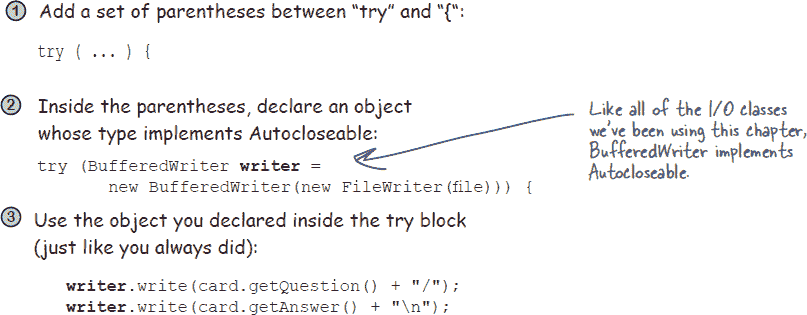 1 Add a set of parentheses between “try” and “{“:
try ( ... ) {
2 Inside the parentheses, declare an object
whose type implements Autocloseable:
try (BufferedWriter writer =
new BufferedWriter(new FileWriter(file))) {
Like all of the I/O classes
we've been using this chapter,
BufferedWriter implements
Autocloseable.
3 Use the object you declared inside the try block
(just like you always did):
writer.write(card.getQuestion() + "/");
writer.write(card.getAnswer() + "\n");